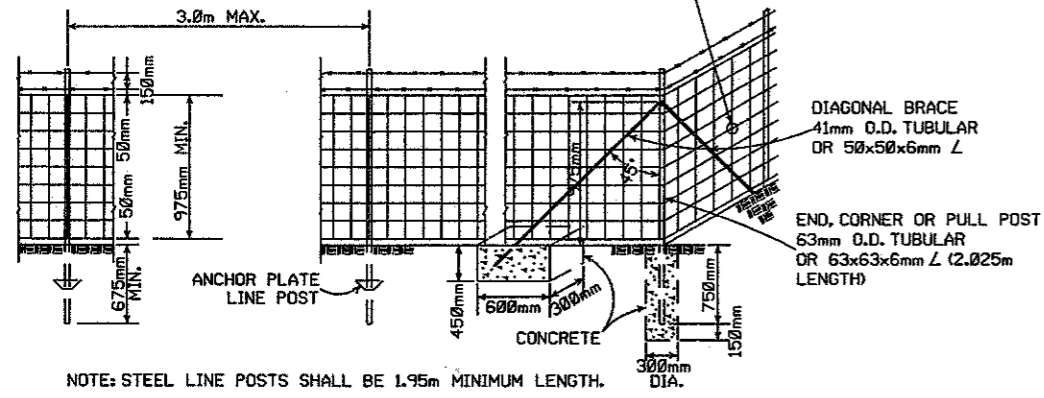 3.0m MAX.
150mm
50mm
50mm
975mm MIN.
675mm
MIN.
ANCHOR PLATE
LINE POST
975mm
45°
450mm
600mm
300mm
CONCRETE
750mm
150mm
300mm
DIA.
DIAGONAL BRACE
41mm O.D. TUBULAR
OR 50x50x6mm ∠
END, CORNER OR PULL POST
63mm O.D. TUBULAR
OR 63x63x6mm ∠ (2.025m
LENGTH)
NOTE: STEEL LINE POSTS SHALL BE 1.95m MINIMUM LENGTH.